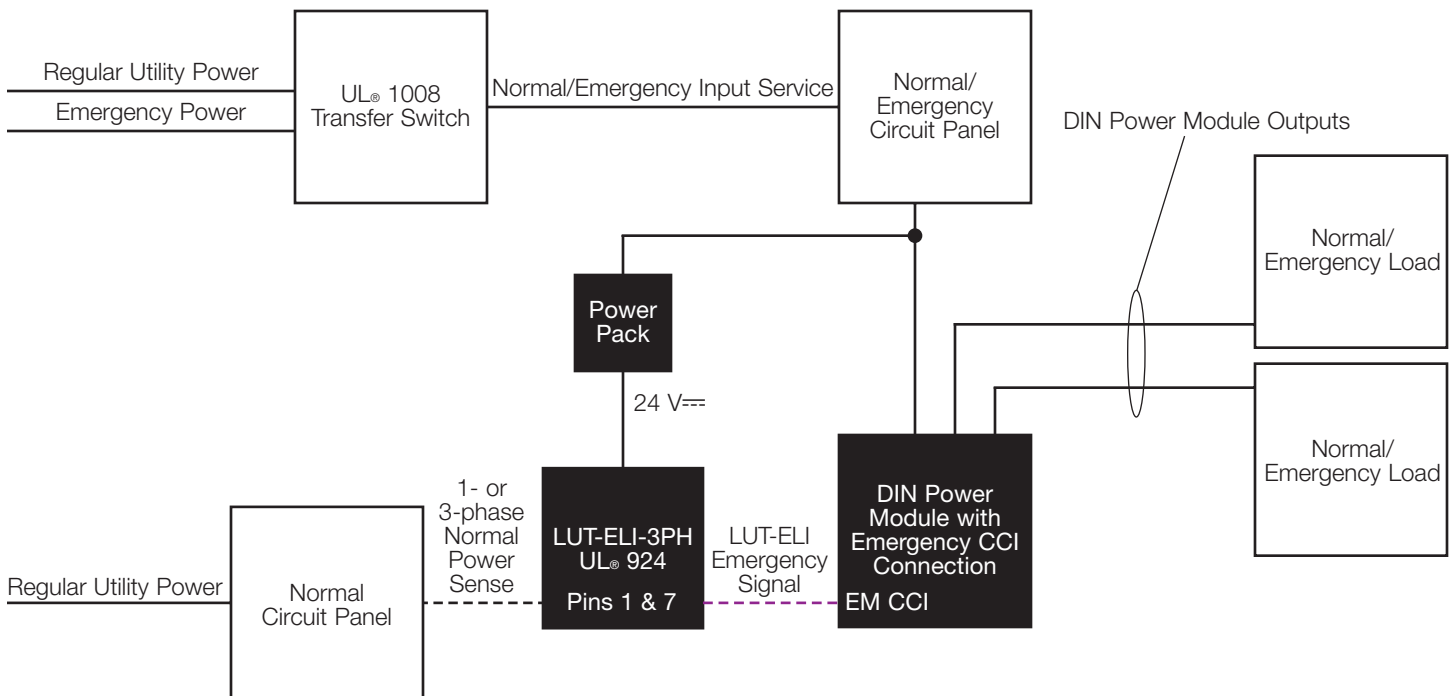 Regular Utility Power
Emergency Power
UL® 1008
Transfer Switch
Normal/Emergency Input Service
Normal/
Emergency
Circuit Panel
DIN Power Module Outputs
Normal/
Emergency Load
Normal/
Emergency Load
Power
Pack
24 V⎓
Regular Utility Power
Normal
Circuit Panel
1- or
3-phase
Normal
Power
Sense
LUT-ELI-3PH
UL® 924
Pins 1 & 7
LUT-ELI
Emergency
Signal
DIN Power
Module with
Emergency CCI
Connection
EM CCI